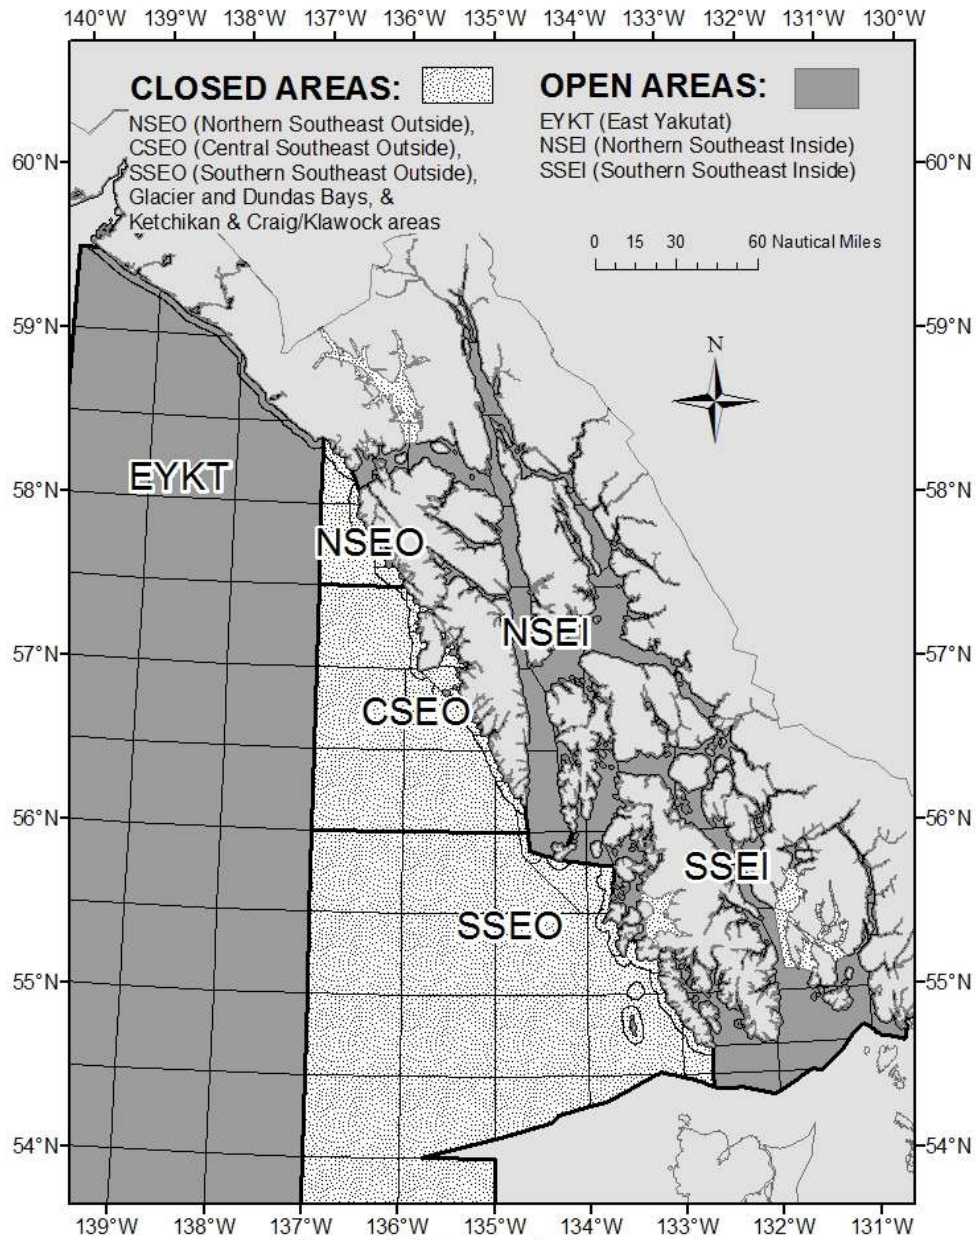 140°W 139°W 138°W 137°W 136°W 135°W 134°W 133°W 132°W 131°W 130°W
CLOSED AREAS:
NSEO (Northern Southeast Outside),
CSEO (Central Southeast Outside),
SSEO (Southern Southeast Outside),
Glacier and Dundas Bays, &
Ketchikan & Craig/Klawock areas
OPEN AREAS:
EYKT (East Yakutat)
NSEI (Northern Southeast Inside)
SSEI (Southern Southeast Inside)
0 15 30 60 Nautical Miles
60°N 60°N
59°N 59°N
N
EYKT
58°N 58°N
NSEO
NSEI
57°N 57°N
CSEO
56°N 56°N
SSEI
SSEO
55°N 55°N
54°N 54°N
139°W 138°W 137°W 136°W 135°W 134°W 133°W 132°W 131°W